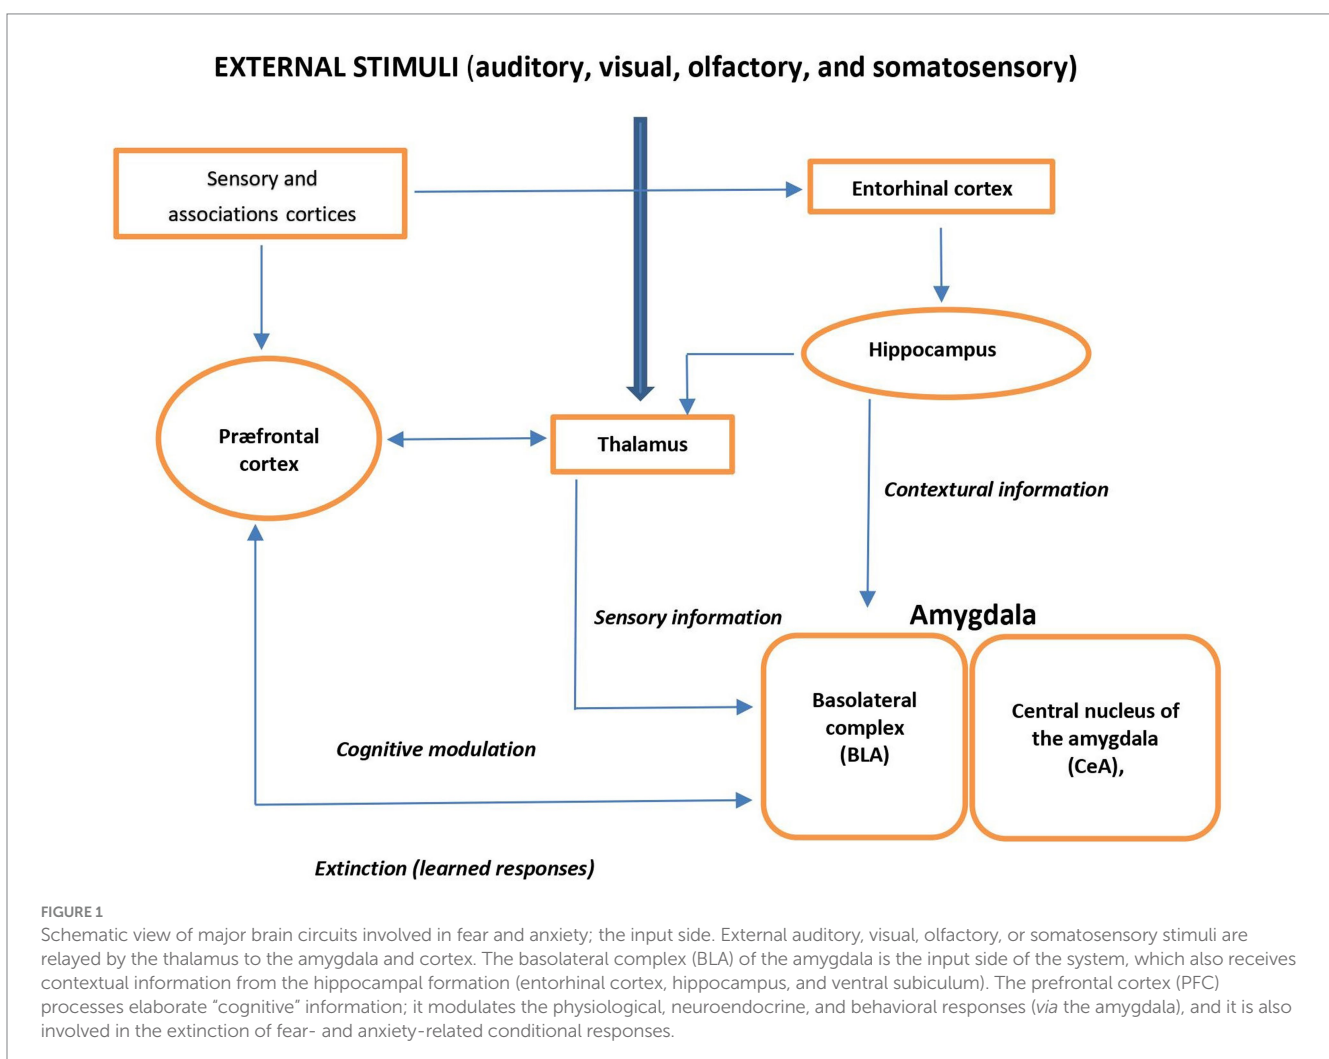 EXTERNAL STIMULI (auditory, visual, olfactory, and somatosensory)
Sensory and
associations cortices
Entorhinal cortex
Hippocampus
Præfrontal
cortex
Thalamus
Contextural information
Sensory information
Amygdala
Basolateral
complex
(BLA)
Central nucleus of
the amygdala
(CeA),
Cognitive modulation
Extinction (learned responses)
FIGURE 1
Schematic view of major brain circuits involved in fear and anxiety; the input side. External auditory, visual, olfactory, or somatosensory stimuli are
relayed by the thalamus to the amygdala and cortex. The basolateral complex (BLA) of the amygdala is the input side of the system, which also receives
contextual information from the hippocampal formation (entorhinal cortex, hippocampus, and ventral subiculum). The prefrontal cortex (PFC)
processes elaborate “cognitive” information; it modulates the physiological, neuroendocrine, and behavioral responses (via the amygdala), and it is also
involved in the extinction of fear- and anxiety-related conditional responses.